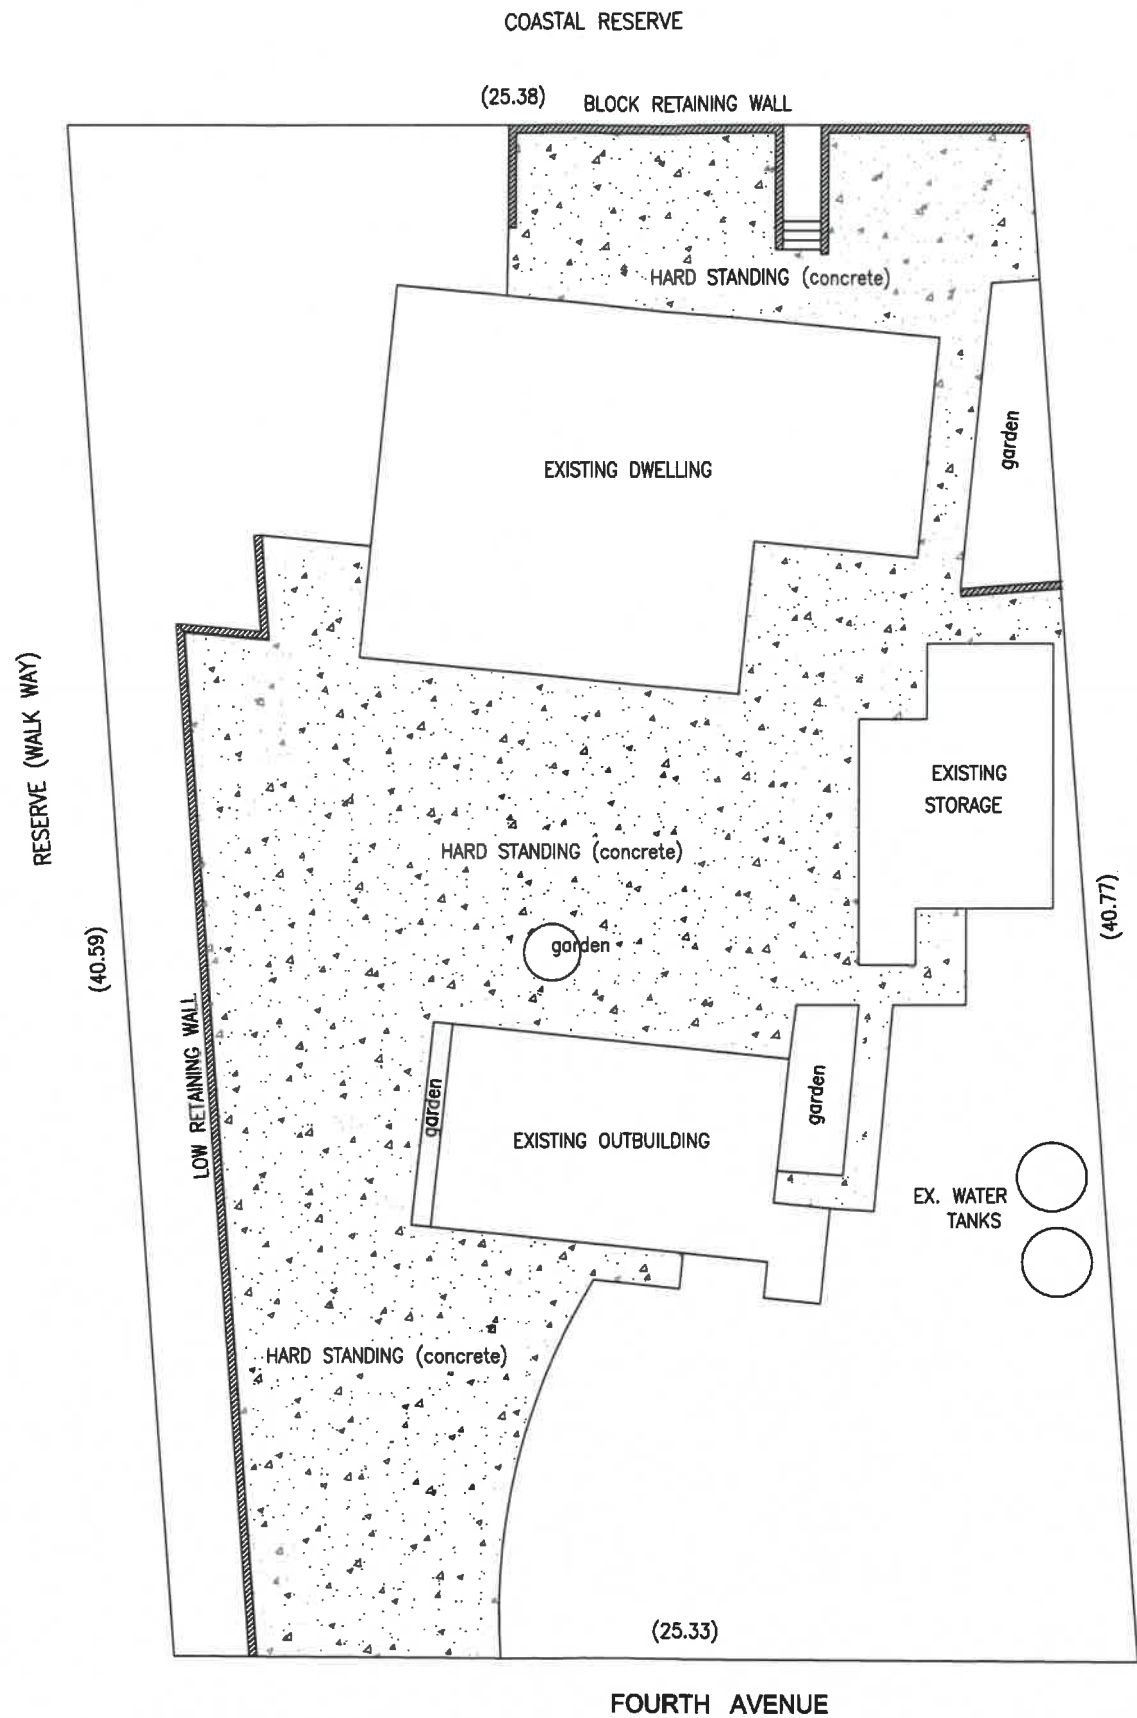 COASTAL RESERVE
(25.38) BLOCK RETAINING WALL
HARD STANDING (concrete)
garden
EXISTING DWELLING
RESERVE (WALK WAY)
EXISTING
STORAGE
HARD STANDING (concrete)
(40.77)
garden
(40.59)
LOW RETAINING WALL
garden
garden
EXISTING OUTBUILDING
EX. WATER
TANKS
HARD STANDING (concrete)
(25.33)
FOURTH AVENUE